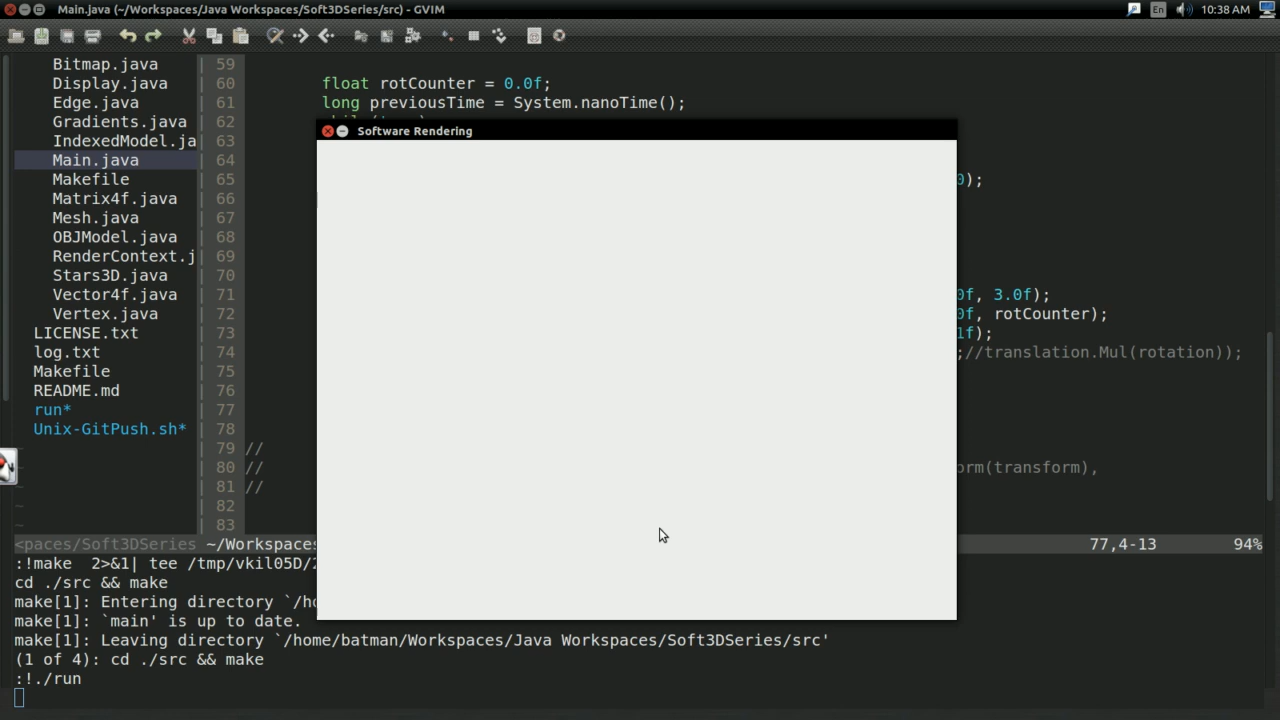 Main.java (~/Workspaces/Java Workspaces/Soft3DSeries/src) - GVIM
En
10:38 AM
Bitmap.java | 59
Display.java | 60 float rotCounter = 0.0f;
Edge.java | 61 long previousTime = System.nanoTime();
Gradients.java | 62
IndexedModel.ja | 63
Software Rendering
Main.java | 64
Makefile | 65 0);
Matrix4f.java | 66
Mesh.java | 67
OBJModel.java | 68
RenderContext.j | 69
Stars3D.java | 70
Vector4f.java | 71 0f, 3.0f);
Vertex.java | 72 0f, rotCounter);
LICENSE.txt | 73 1f);
log.txt | 74 ;//translation.Mul(rotation));
Makefile | 75
README.md | 76
run* | 77
Unix-GitPush.sh* | 78
~ | 79 //
~ | 80 // orm(transform),
~ | 81 //
~ | 82
~ | 83
<paces/Soft3DSeries ~/Workspaces 77,4-13 94%
:!make 2>&1| tee /tmp/vkil05D/2
cd ./src && make
make[1]: Entering directory `/ho
make[1]: `main' is up to date.
make[1]: Leaving directory `/home/batman/Workspaces/Java Workspaces/Soft3DSeries/src'
(1 of 4): cd ./src && make
:!./run